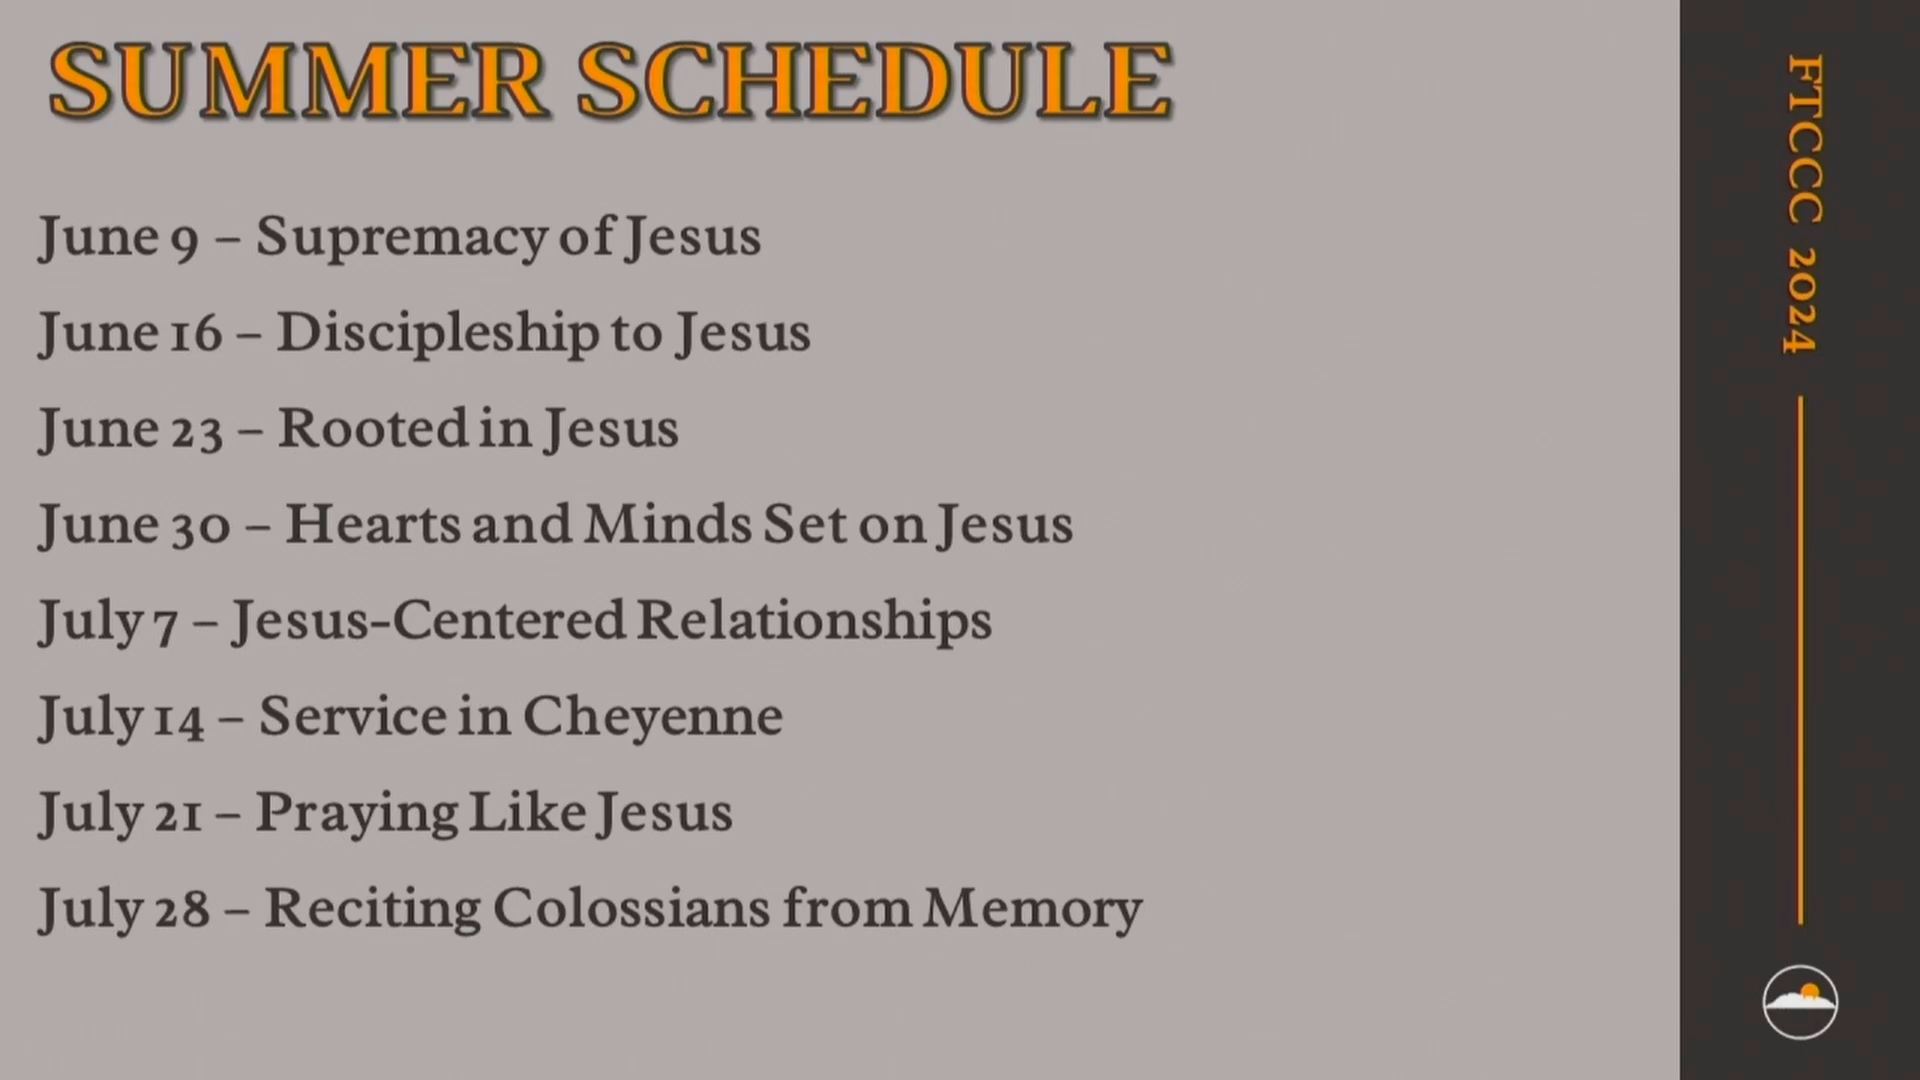 SUMMER SCHEDULE
June 9 – Supremacy of Jesus
June 16 – Discipleship to Jesus
June 23 – Rooted in Jesus
June 30 – Hearts and Minds Set on Jesus
July 7 – Jesus-Centered Relationships
July 14 – Service in Cheyenne
July 21 – Praying Like Jesus
July 28 – Reciting Colossians from Memory
FTCCC 2024